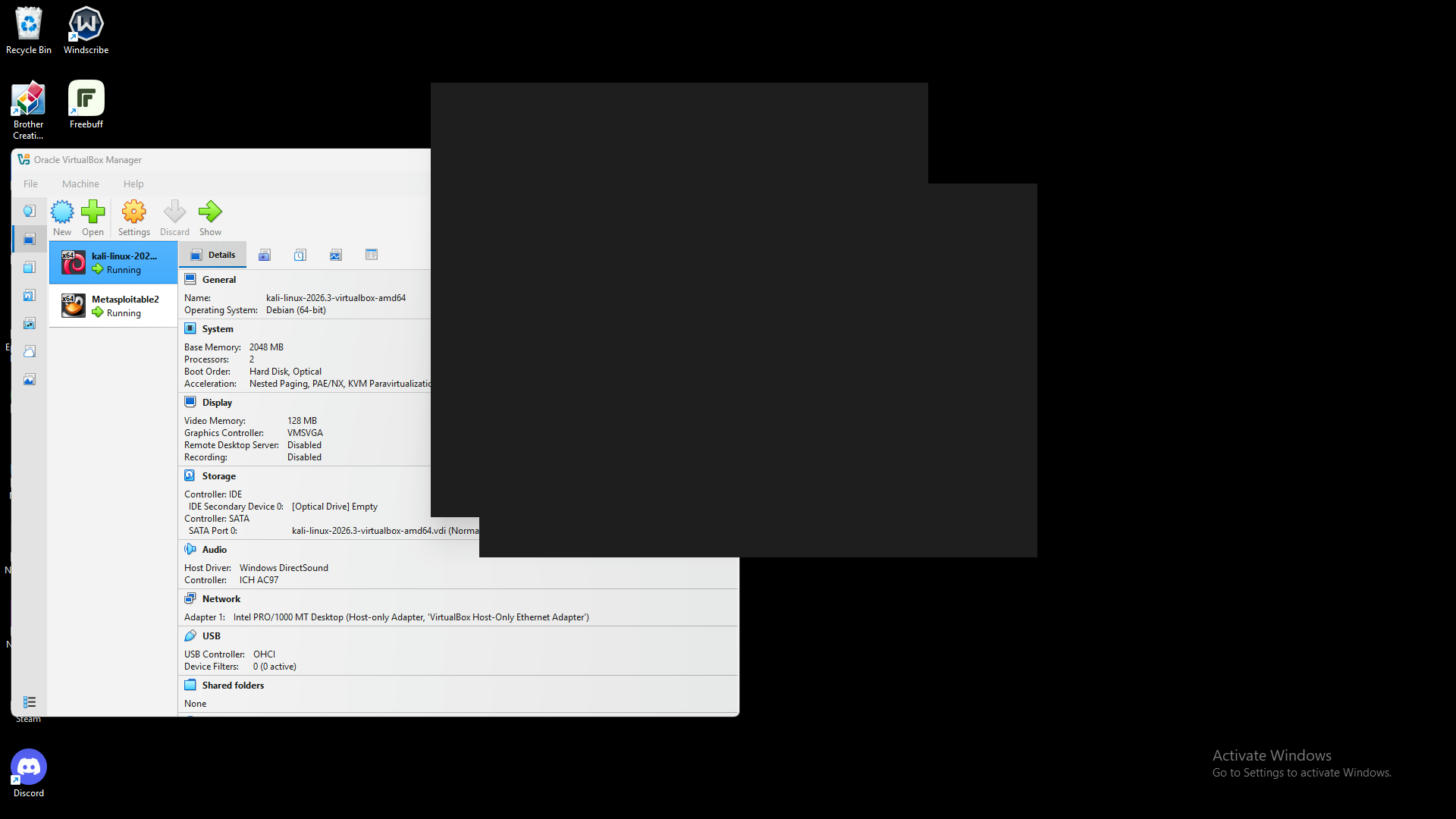 Recycle Bin
Windscribe
Brother
Creati...
Freebuff
Oracle VirtualBox Manager
File Machine Help
New Open Settings Discard Show
kali-linux-202...
Running
Metasploitable2
Running
Details
General
Name: kali-linux-2026.3-virtualbox-amd64
Operating System: Debian (64-bit)
System
Base Memory: 2048 MB
Processors: 2
Boot Order: Hard Disk, Optical
Acceleration: Nested Paging, PAE/NX, KVM
Display
Video Memory: 128 MB
Graphics Controller: VMSVGA
Remote Desktop Server: Disabled
Recording: Disabled
Storage
Controller: IDE
IDE Secondary Device 0: [Optical Drive] Empty
Controller: SATA
SATA Port 0: kali-linux-2026.3-virtualbox-amd64.vdi
Audio
Host Driver: Windows DirectSound
Controller: ICH AC97
Network
Adapter 1: Intel PRO/1000 MT Desktop (Host-only Adapter, 'VirtualBox Host-Only Ethernet Adapter')
USB
USB Controller: OHCI
Device Filters: 0 (0 active)
Shared folders
None
Steam
Discord
Activate Windows
Go to Settings to activate Windows.